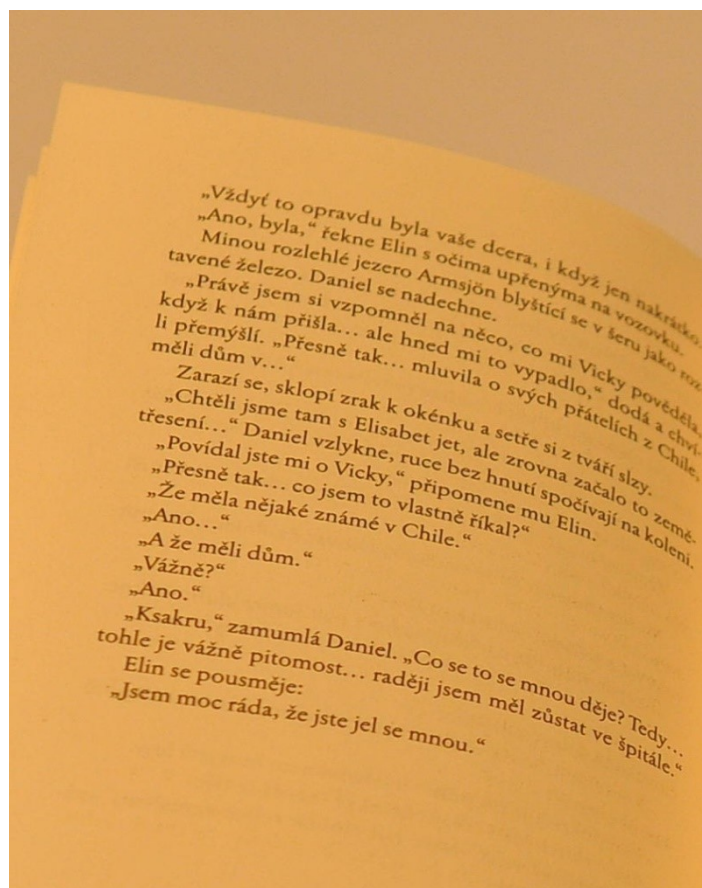 „Vždyť to opravdu byla vaše dcera, i když jen nakrátko.
„Ano, byla,“ řekne Elin s očima upřenýma na vozovku.
Minou rozlehlé jezero Armsjön blyštící se v šeru jako roz-
tavené železo. Daniel se nadechne.
„Právě jsem si vzpomněl na něco, co mi Vicky pověděla,
když k nám přišla… ale hned mi to vypadlo,“ dodá a chví-
li přemýšlí. „Přesně tak… mluvila o svých přátelích z Chile,
měli dům v…“
Zarazí se, sklopí zrak k okénku a setře si z tváří slzy.
„Chtěli jsme tam s Elisabet jet, ale zrovna začalo to země-
třesení…“ Daniel vzlykne, ruce bez hnutí spočívají na koleni.
„Povídal jste mi o Vicky,“ připomene mu Elin.
„Přesně tak… co jsem to vlastně říkal?“
„Že měla nějaké známé v Chile.“
„Ano…“
„A že měli dům.“
„Vážně?“
„Ano.“
„Ksakru,“ zamumlá Daniel. „Co se to se mnou děje? Tedy…
tohle je vážně pitomost… raději jsem měl zůstat ve špitále.“
Elin se pousměje:
„Jsem moc ráda, že jste jel se mnou.“